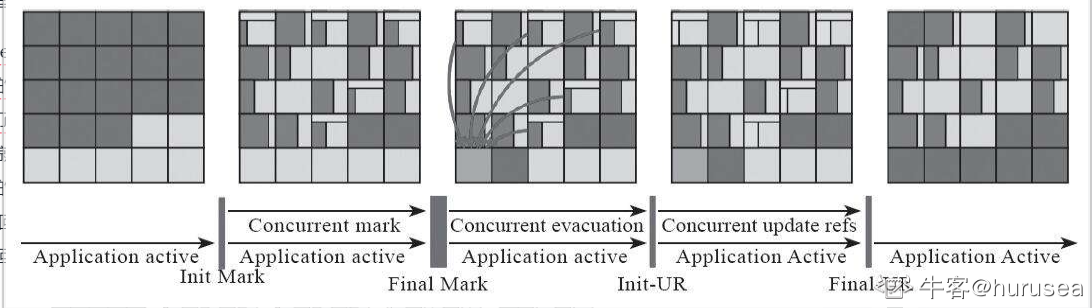 Concurrent mark
Concurrent evacuation
Concurrent update refs
Application active
Application active
Application active
Application Active
Application Active
Init Mark
Final Mark
Init-UR
Final-UR
牛客@hurusea